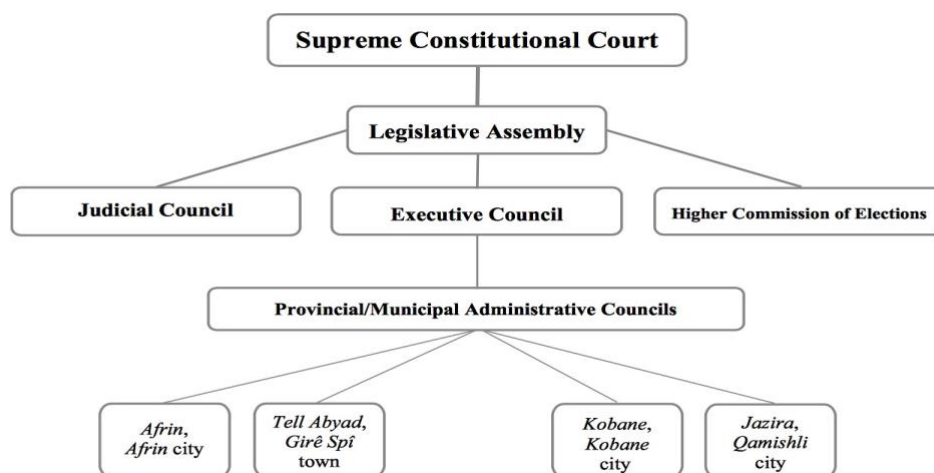 Supreme Constitutional Court
Legislative Assembly
Judicial Council
Executive Council
Higher Commission of Elections
Provincial/Municipal Administrative Councils
Afrin,
Afrin city
Tell Abyad,
Girê Spî
town
Kobane,
Kobane
city
Jazira,
Qamishli
city